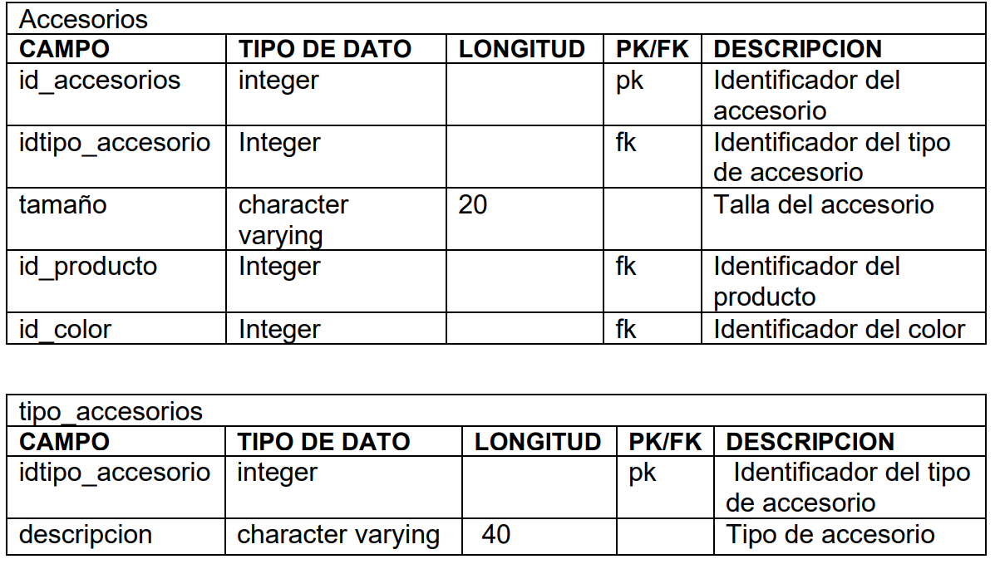 Accesorios
CAMPO TIPO DE DATO LONGITUD PK/FK DESCRIPCION
id_accesorios integer pk Identificador del
accesorio
idtipo_accesorio Integer fk Identificador del tipo
de accesorio
tamaño character 20 Talla del accesorio
varying
id_producto Integer fk Identificador del
producto
id_color Integer fk Identificador del color
tipo_accesorios
CAMPO TIPO DE DATO LONGITUD PK/FK DESCRIPCION
idtipo_accesorio integer pk Identificador del tipo
de accesorio
descripcion character varying 40 Tipo de accesorio